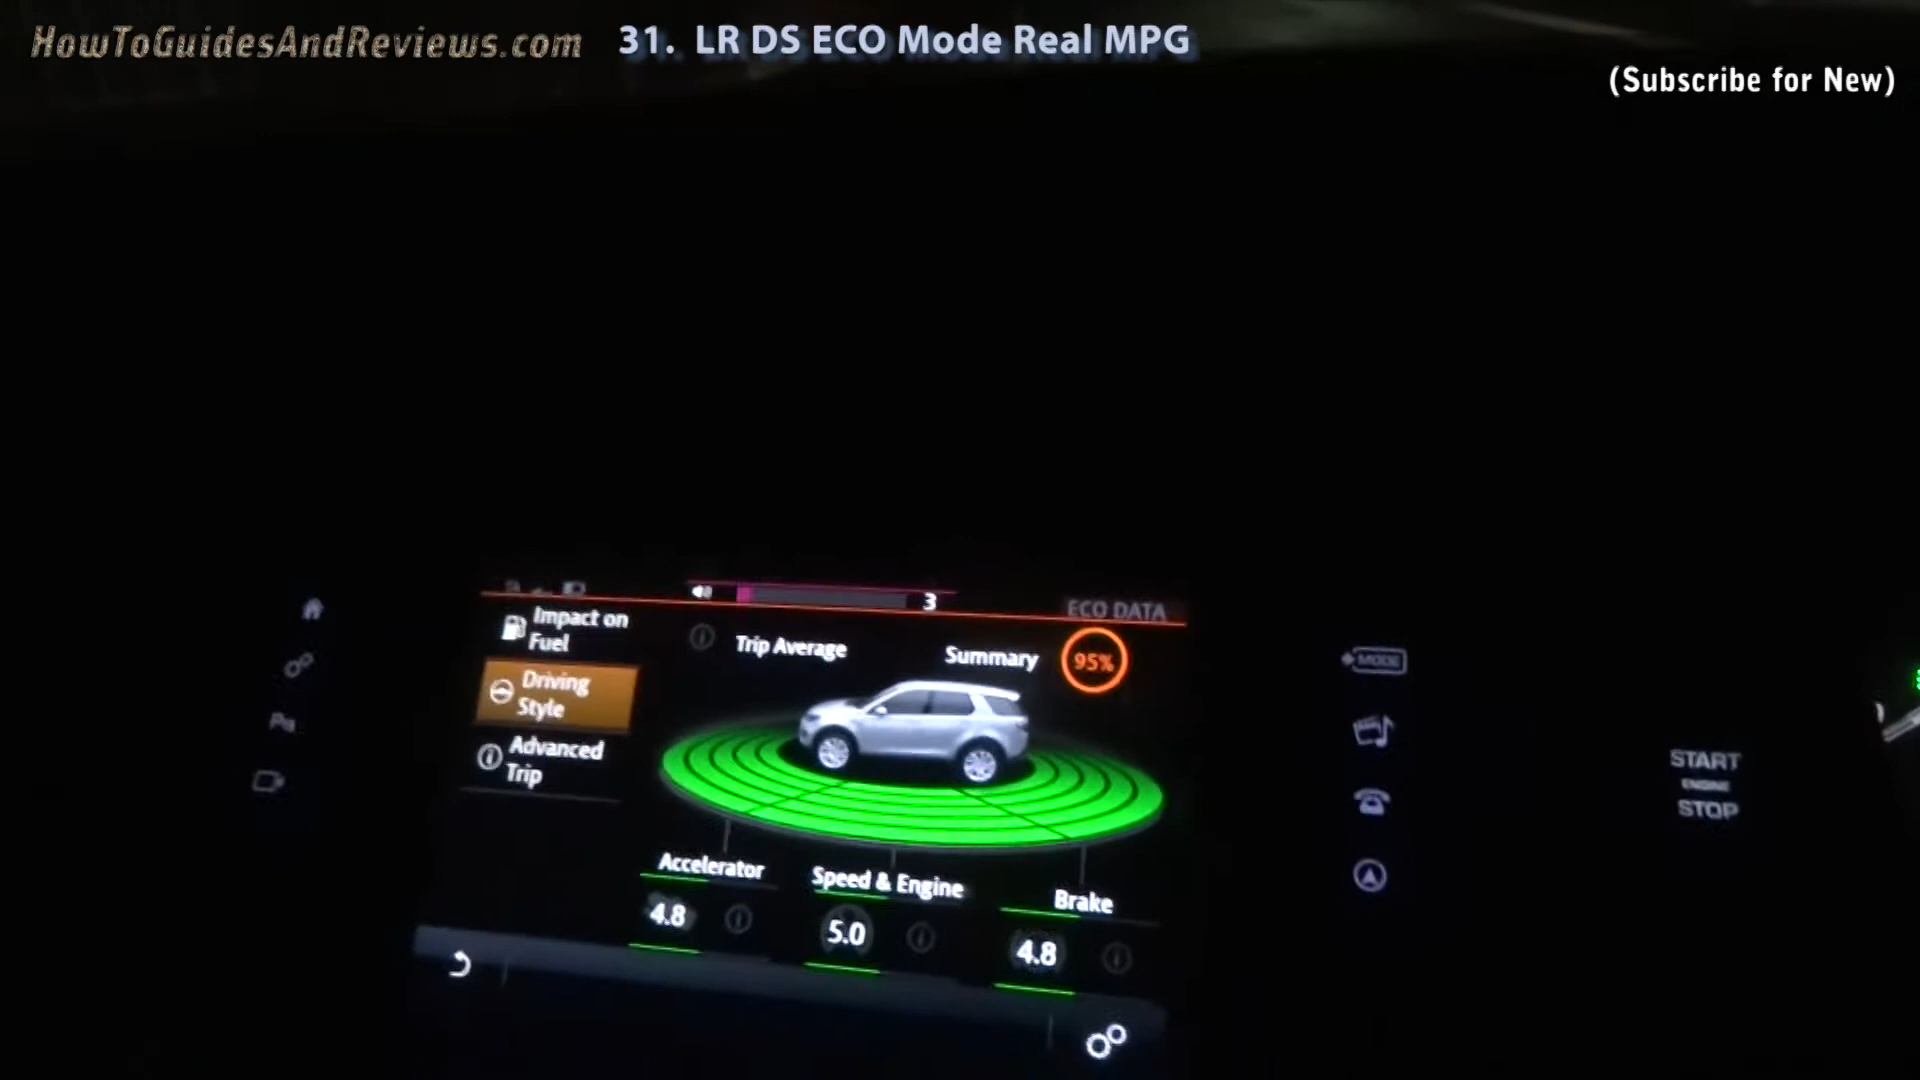 HowToGuidesAndReviews.com
31. LR DS ECO Mode Real MPG
(Subscribe for New)
3
ECO DATA
Impact on
Fuel
Trip Average
Summary
95%
Driving
Style
Advanced
Trip
MODE
START
ENGINE
STOP
Accelerator
Speed & Engine
Brake
4.8
5.0
4.8